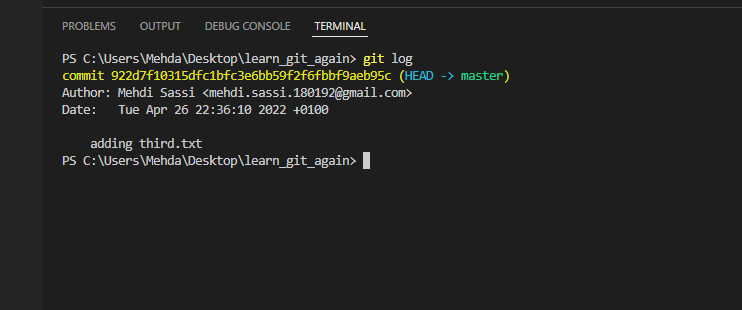 PROBLEMS OUTPUT DEBUG CONSOLE TERMINAL
PS C:\Users\Mehda\Desktop\learn_git_again> git log
commit 922d7f10315dfc1bfc3e6bb59f2f6fbbf9aeb95c (HEAD -> master)
Author: Mehdi Sassi <mehdi.sassi.180192@gmail.com>
Date:   Tue Apr 26 22:36:10 2022 +0100
    adding third.txt
PS C:\Users\Mehda\Desktop\learn_git_again>